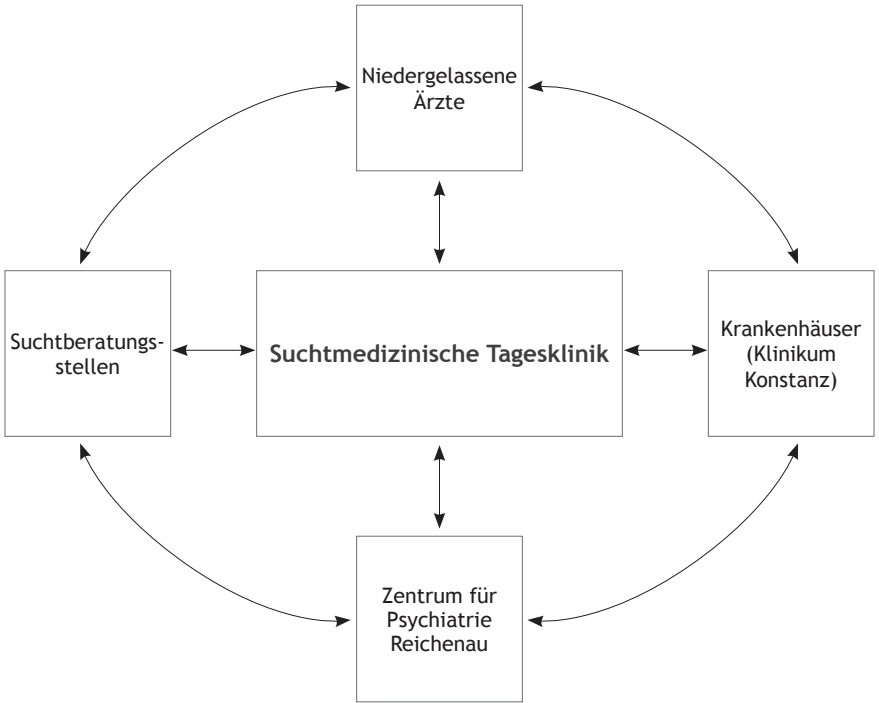 Niedergelassene
Ärzte
Suchtberatungs-
stellen
Suchtmedizinische Tagesklinik
Krankenhäuser
(Klinikum
Konstanz)
Zentrum für
Psychiatrie
Reichenau